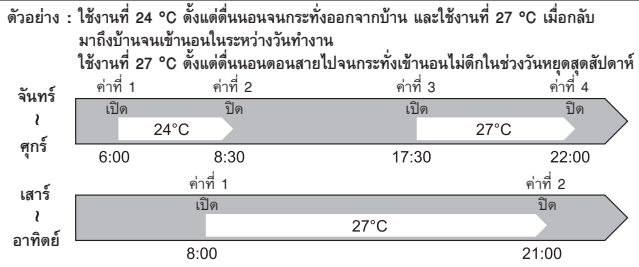 ตัวอย่าง : ใช้งานที่ 24 °C ตั้งแต่ตื่นนอนจนกระทั่งออกจากบ้าน และใช้งานที่ 27 °C เมื่อกลับ
มาถึงบ้านจนเข้านอนในระหว่างวันทำงาน
ใช้งานที่ 27 °C ตั้งแต่ตื่นนอนตอนสายไปจนกระทั่งเข้านอนไม่ดึกในช่วงวันหยุดสุดสัปดาห์
จันทร์
~
ศุกร์
ค่าที่ 1 ค่าที่ 2 ค่าที่ 3 ค่าที่ 4
เปิด ปิด เปิด ปิด
24°C 27°C
6:00 8:30 17:30 22:00
เสาร์
~
อาทิตย์
ค่าที่ 1 ค่าที่ 2
เปิด ปิด
27°C
8:00 21:00